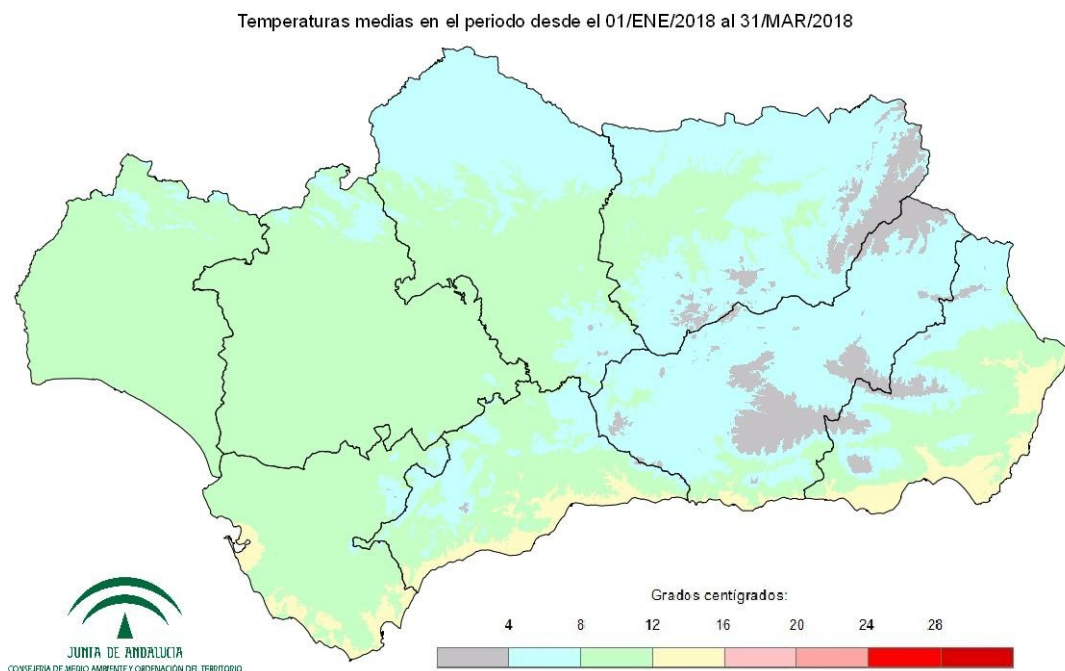 Temperaturas medias en el periodo desde el 01/ENE/2018 al 31/MAR/2018
Grados centígrados:
4 8 12 16 20 24 28
JUNTA DE ANDALUCIA
CONSEJERÍA DE MEDIO AMBIENTE Y ORDENACIÓN DEL TERRITORIO